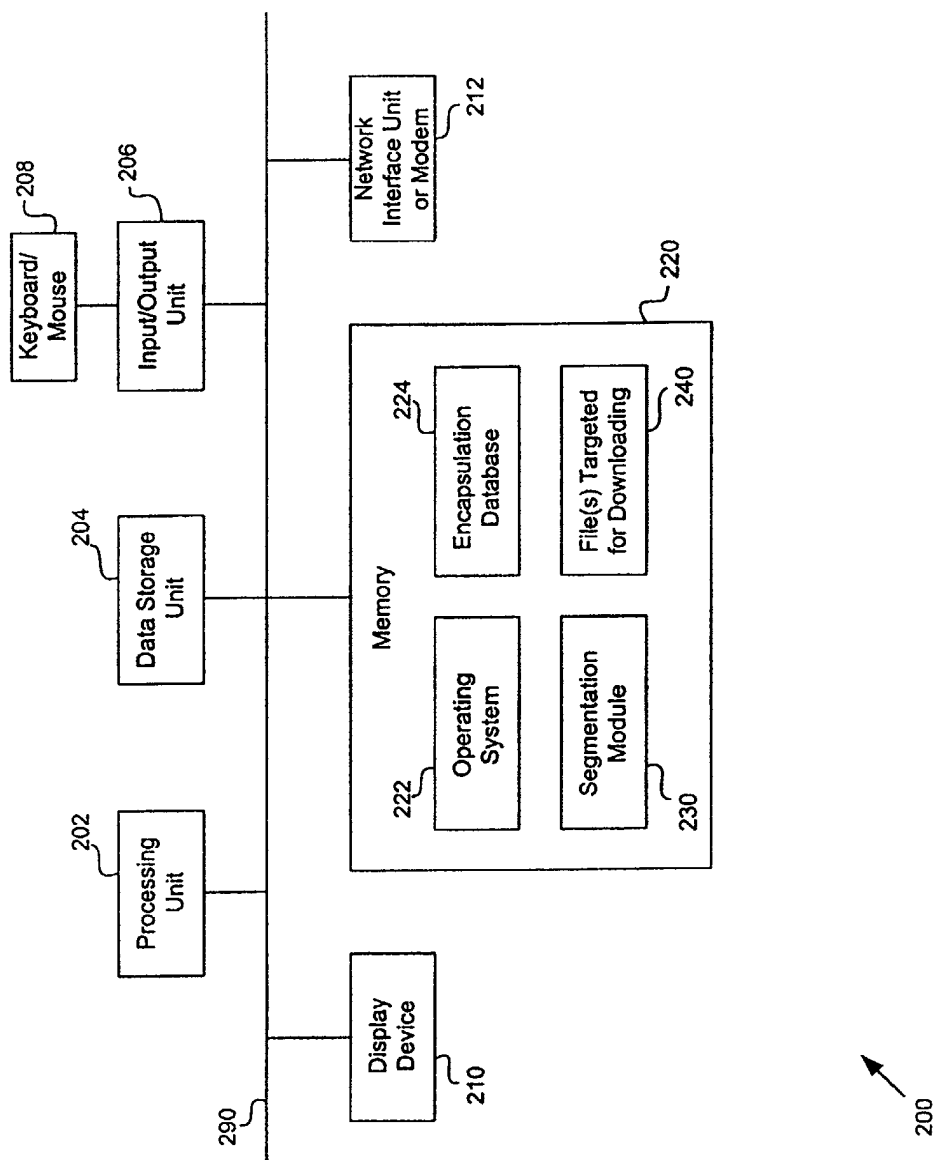 Keyboard/
Mouse
208
Processing
Unit
202
Data Storage
Unit
204
Input/Output
Unit
206
290
Display
Device
210
Memory
220
Operating
System
222
Encapsulation
Database
224
Segmentation
Module
230
File(s) Targeted
for Downloading
240
Network
Interface Unit
or Modem
212
200